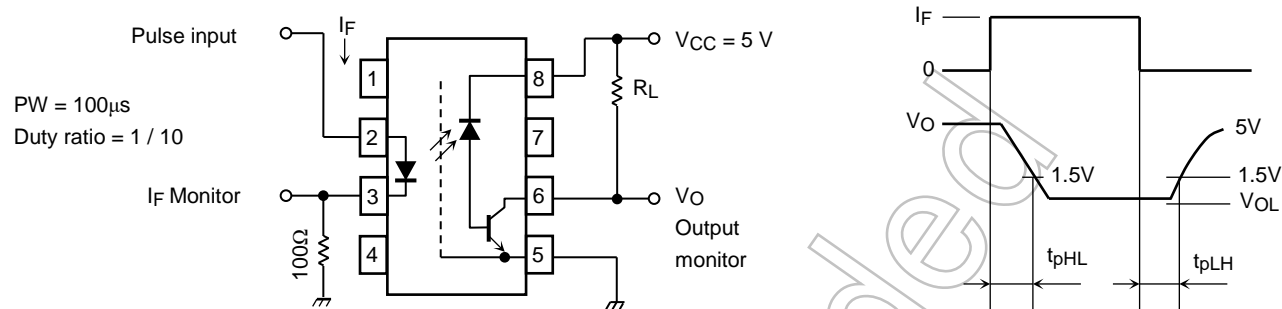 Pulse input
IF
VCC = 5 V
PW = 100μs
Duty ratio = 1 / 10
1
2
3
4
8
7
6
5
RL
IF Monitor
100Ω
VO
Output
monitor
IF
0
VO
5V
1.5V
1.5V
VOL
tpHL
tpLH
ded